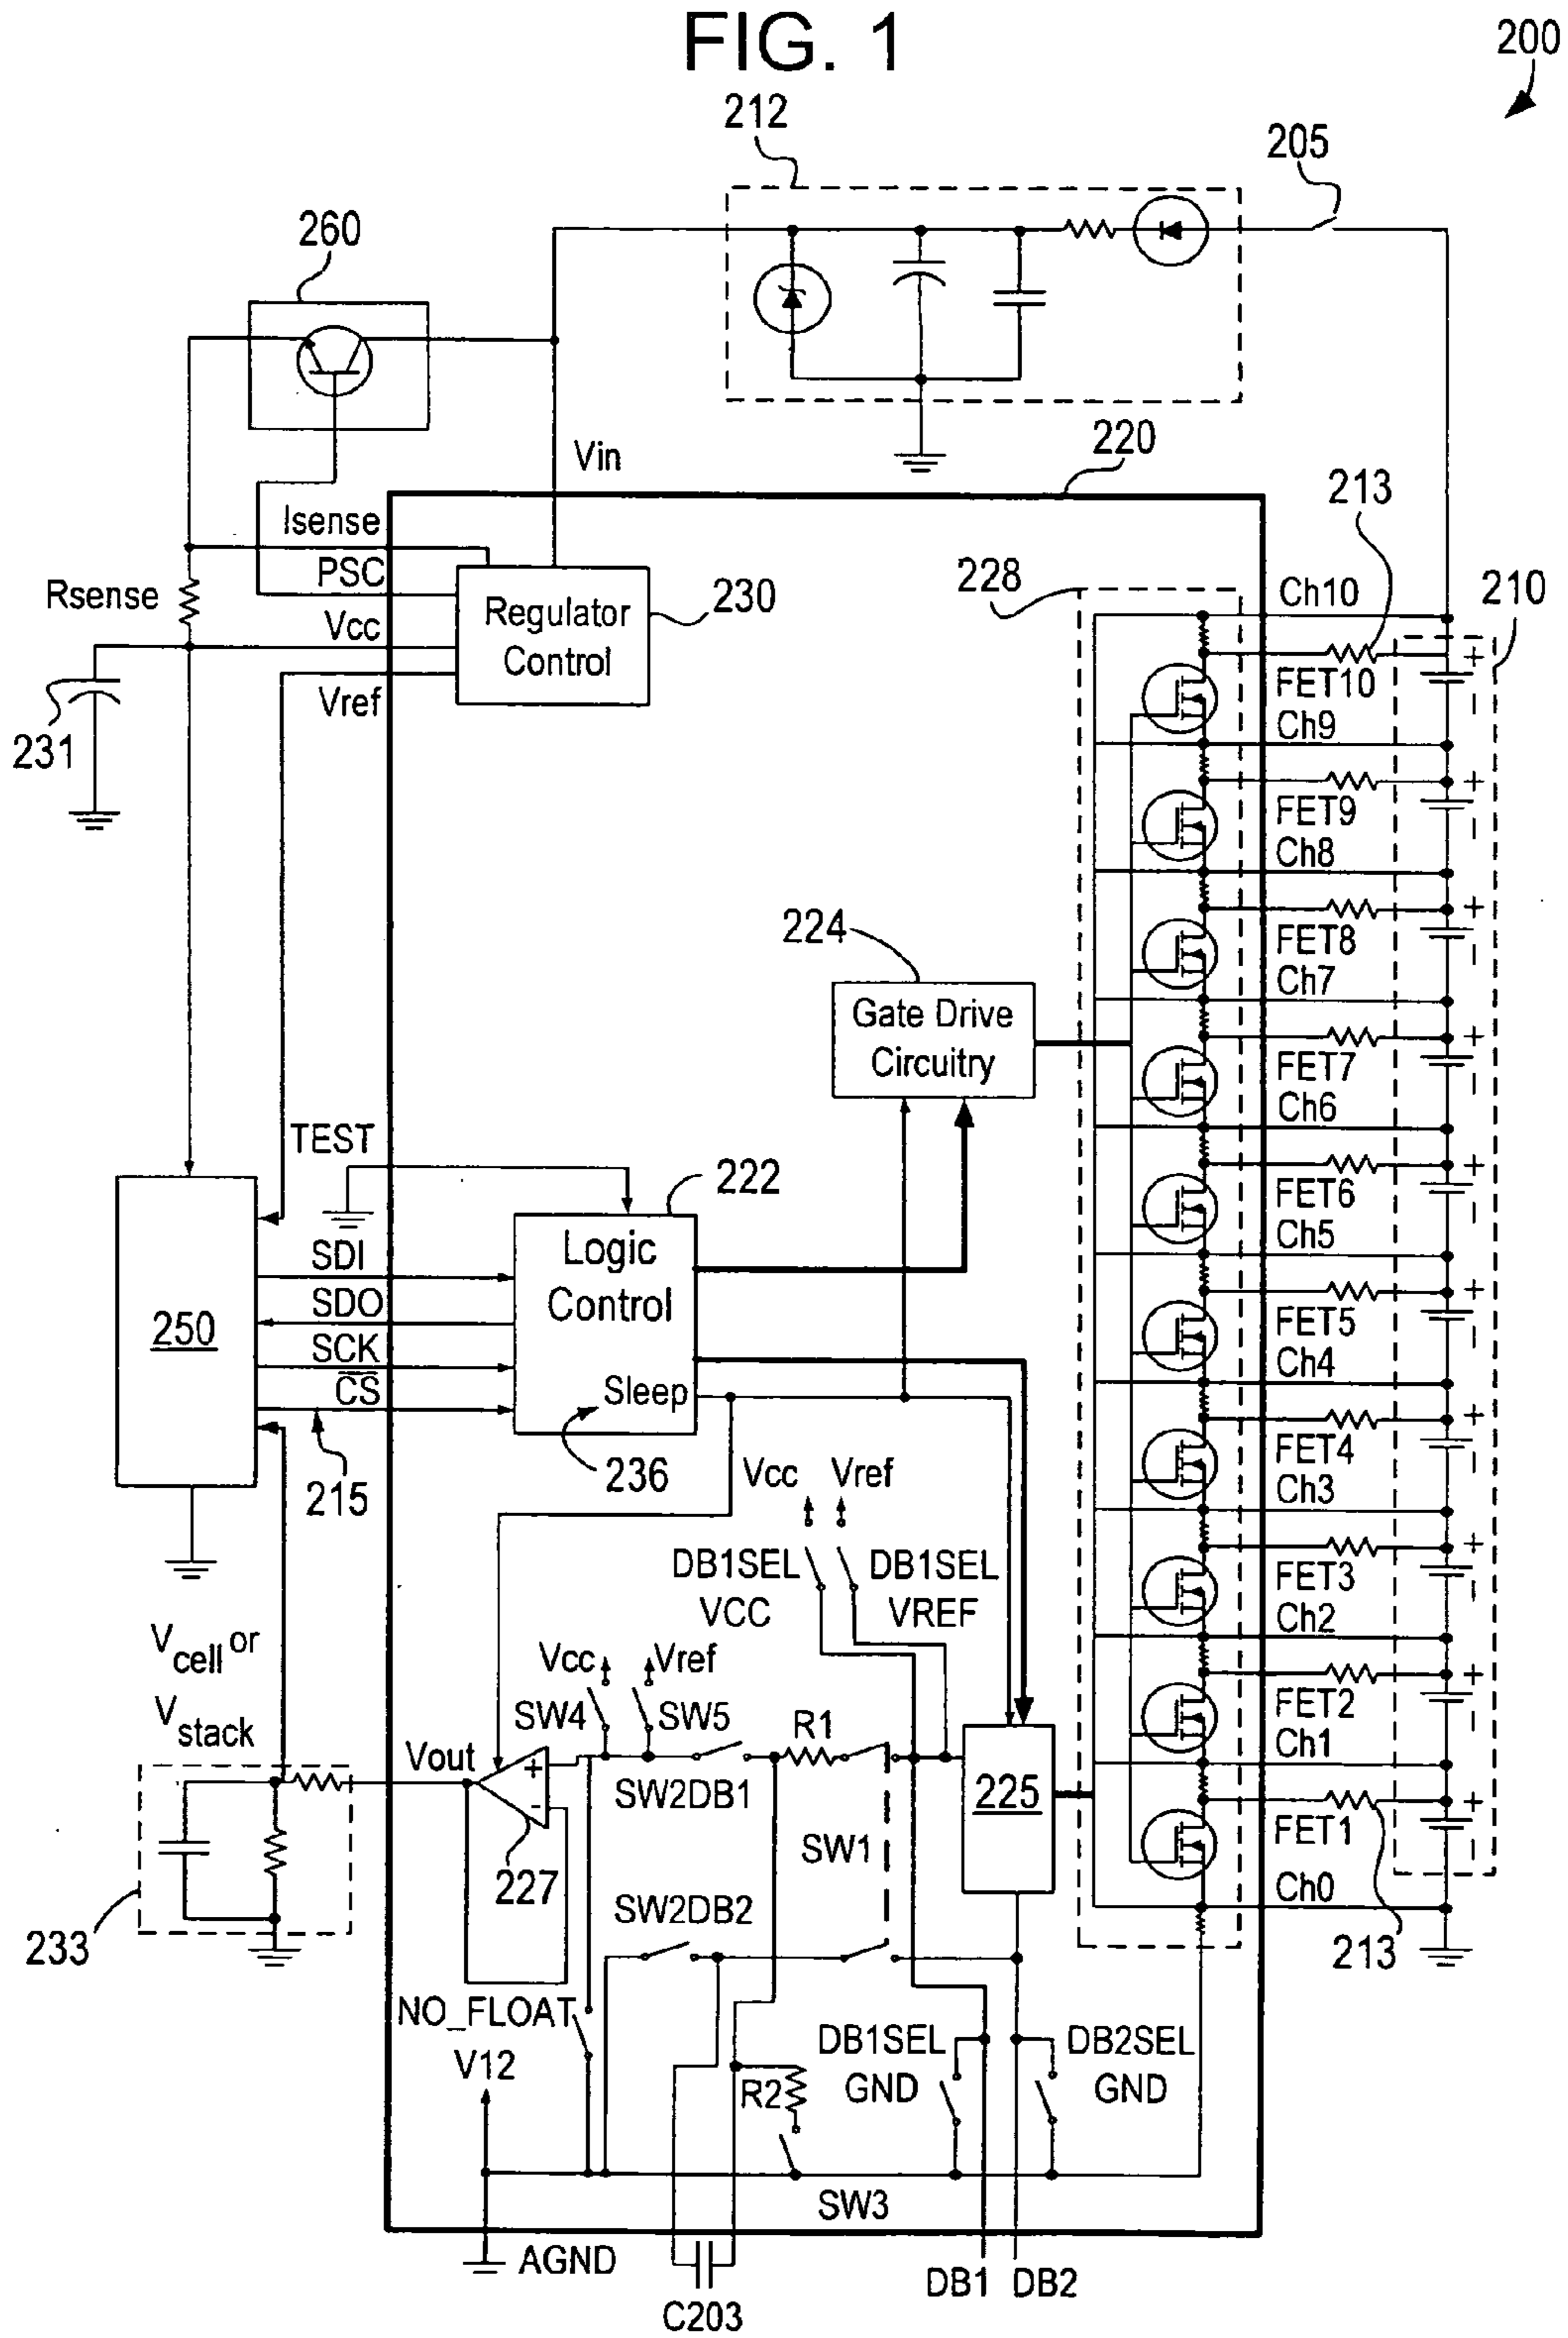 FIG. 1
200
212
205
260
Vin
220
213
Isense
PSC
Rsense
Vcc
Vref
231
Regulator
Control
230
228
Ch10
210
FET10
Ch9
FET9
Ch8
FET8
Ch7
FET7
Ch6
FET6
Ch5
FET5
Ch4
FET4
Ch3
FET3
Ch2
FET2
Ch1
FET1
Ch0
213
+
+
+
+
+
+
+
+
+
+
224
Gate Drive
Circuitry
TEST
222
Logic
Control
Sleep
236
250
SDI
SDO
SCK
CS
215
Vcc
Vref
DB1SEL
VCC
DB1SEL
VREF
Vcell or
Vstack
Vcc
Vref
SW4
SW5
R1
Vout
+
-
227
SW2DB1
SW1
225
SW2DB2
233
NO_FLOAT
V12
R2
DB1SEL
GND
DB2SEL
GND
SW3
AGND
C203
DB1
DB2